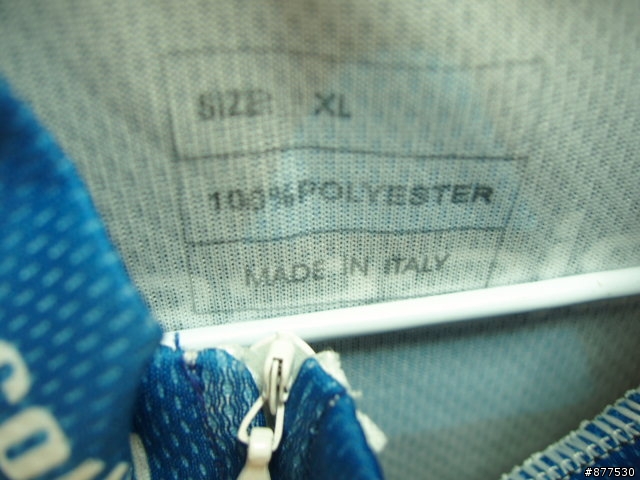 SIZE: XL
100% POLYESTER
MADE IN ITALY
#877530